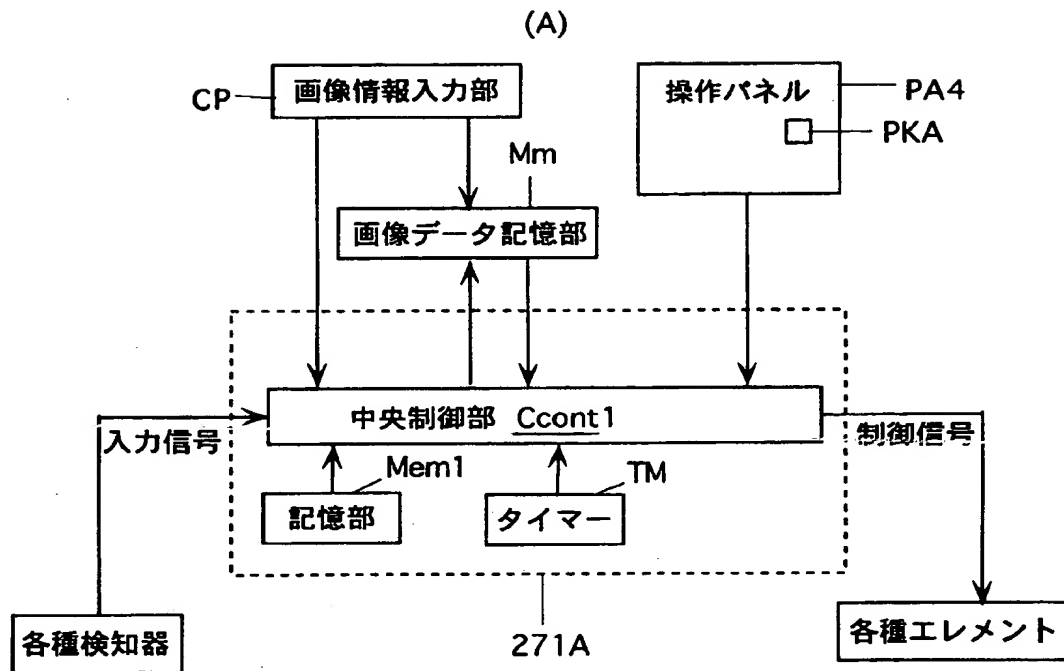 (A)
画像情報入力部
CP
操作パネル
PA4
PKA
Mm
画像データ記憶部
中央制御部 Ccont1
入力信号
制御信号
Mem1
TM
記憶部
タイマー
各種検知器
271A
各種エレメント